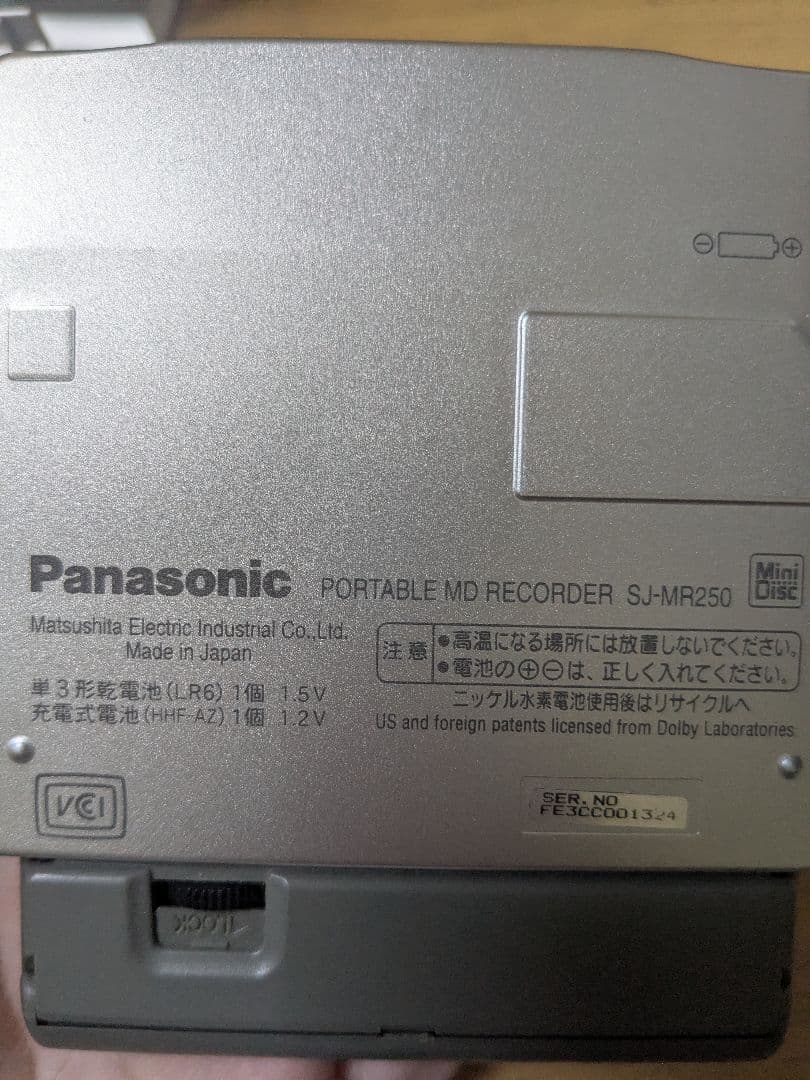 ⊖ ⊕
Panasonic PORTABLE MD RECORDER SJ-MR250
Mini
Disc
Matsushita Electric Industrial Co.,Ltd.
Made in Japan
単3形乾電池(LR6)1個 1.5V
充電式電池(HHF-AZ)1個 1.2V
注意
●高温になる場所には放置しないでください。
●電池の⊕⊖は、正しく入れてください。
ニッケル水素電池使用後はリサイクルへ
US and foreign patents licensed from Dolby Laboratories
VCCI
SER. NO
FE3CC001324
LOCK